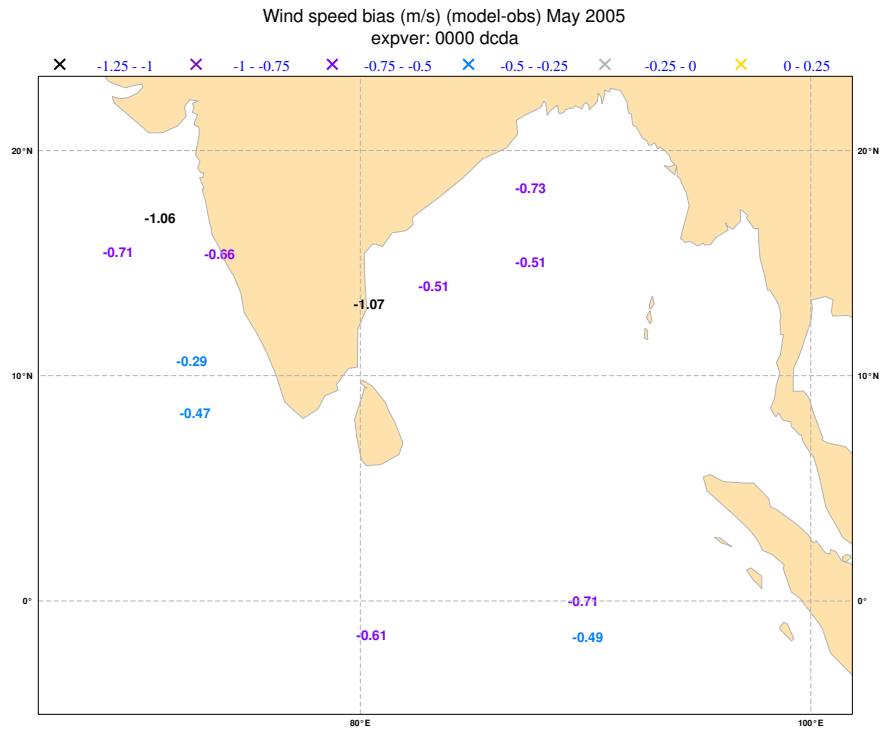 Wind speed bias (m/s) (model-obs) May 2005
expver: 0000 dcda
-1.25 - -1 -1 - -0.75 -0.75 - -0.5 -0.5 - -0.25 -0.25 - 0 0 - 0.25
20°N 20°N
-0.73
-1.06
-0.71 -0.66 -0.51
-0.51
-1.07
-0.29
10°N 10°N
-0.47
0° -0.71 0°
-0.61 -0.49
80°E 100°E